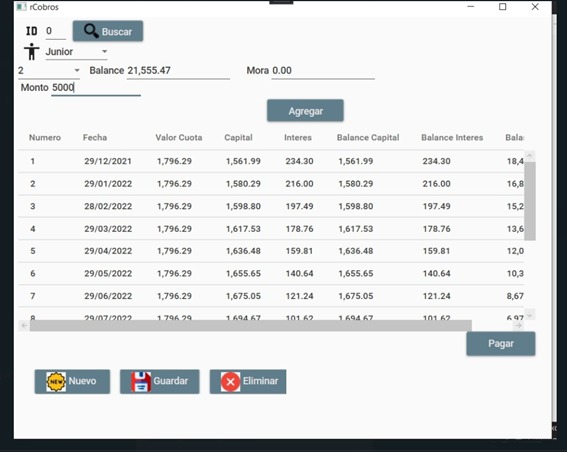 rCobros
ID 0 Buscar
Junior
2 Balance 21,555.47 Mora 0.00
Monto 5000
Agregar
Numero Fecha Valor Cuota Capital Interes Balance Capital Balance Interes Bala
1 29/12/2021 1,796.29 1,561.99 234.30 1,561.99 234.30 18,4
2 29/01/2022 1,796.29 1,580.29 216.00 1,580.29 216.00 16,8
3 28/02/2022 1,796.29 1,598.80 197.49 1,598.80 197.49 15,2
4 29/03/2022 1,796.29 1,617.53 178.76 1,617.53 178.76 13,6
5 29/04/2022 1,796.29 1,636.48 159.81 1,636.48 159.81 12,0
6 29/05/2022 1,796.29 1,655.65 140.64 1,655.65 140.64 10,3
7 29/06/2022 1,796.29 1,675.05 121.24 1,675.05 121.24 8,67
8 29/07/2022 1,796.29 1,694.67 101.62 1,694.67 101.62 6,97
Pagar
NEW Nuevo Guardar Eliminar